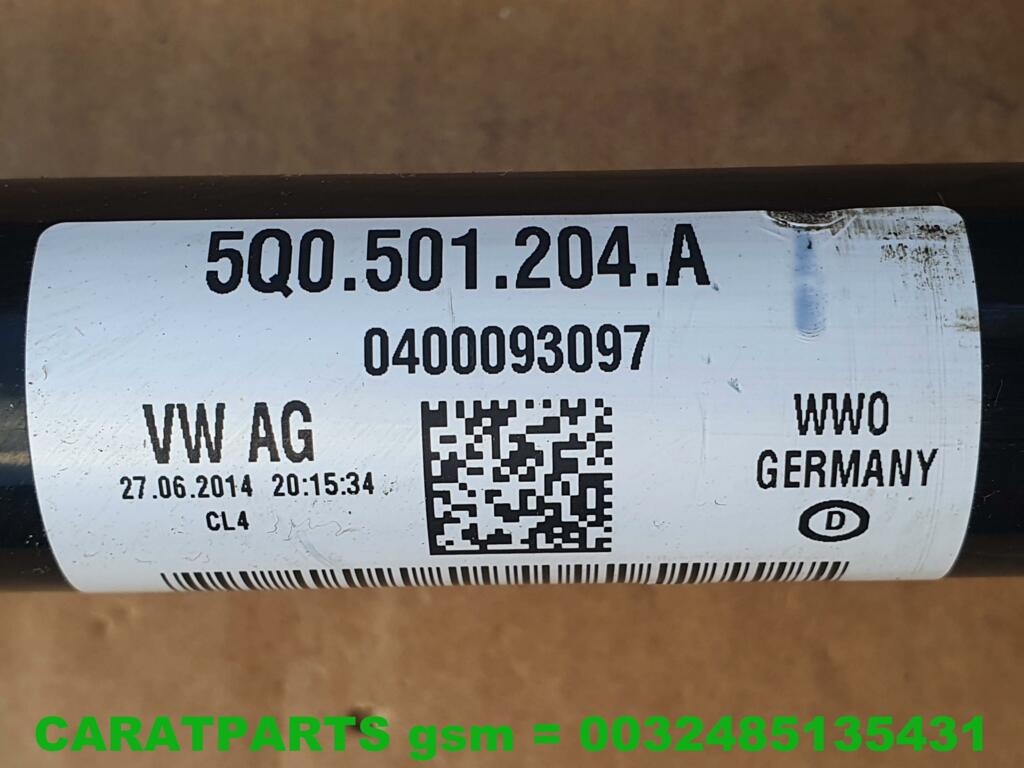 5Q0.501.204.A
0400093097
VW AG
27.06.2014 20:15:34
CL4
WWO
GERMANY
D
CARATPARTS gsm = 0032485135431